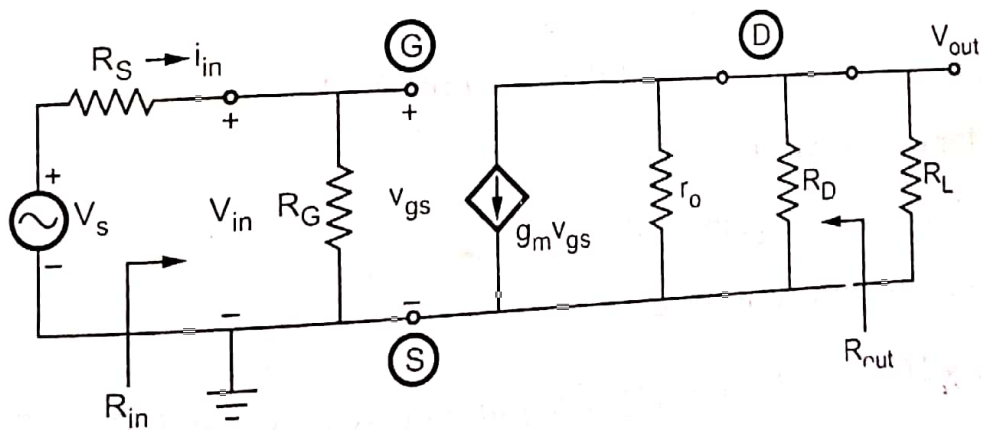 R_S → i_in
G
D
V_out
+
+
+
V_s
−
V_in
R_G
v_gs
g_m v_gs
r_o
R_D
R_L
−
−
S
R_in
R_out